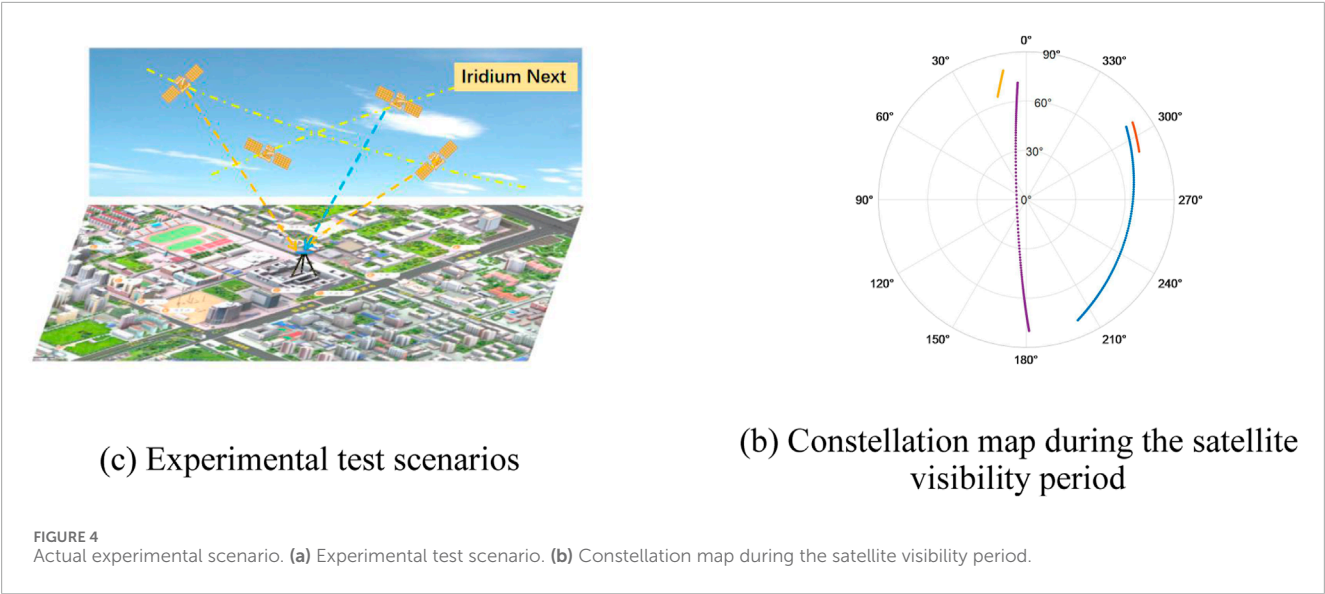 Iridium Next
0°
30°
90°
330°
60°
60°
300°
30°
90°
0°
270°
120°
240°
150°
210°
180°
(c) Experimental test scenarios
(b) Constellation map during the satellite
visibility period
FIGURE 4
Actual experimental scenario. (a) Experimental test scenario. (b) Constellation map during the satellite visibility period.